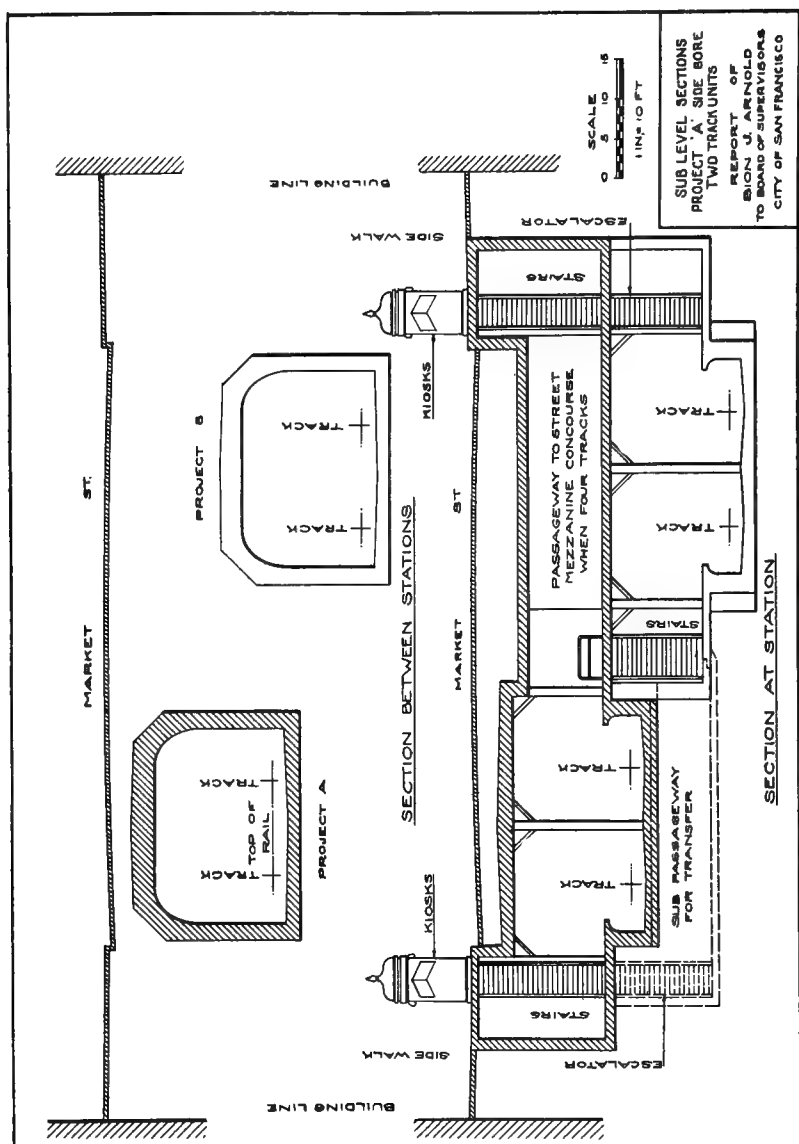 BUILDING LINE
BUILDING LINE
MARKET ST.
PROJECT B
TRACK
TRACK
TRACK
TRACK
TOP OF
RAIL
PROJECT A
SECTION BETWEEN STATIONS
SIDE WALK
SIDE WALK
KIOSKS
KIOSKS
MARKET ST
STAIRS
STAIRS
ESCALATOR
ESCALATOR
PASSAGEWAY TO STREET
MEZZANINE CONCOURSE
WHEN FOUR TRACKS
TRACK
TRACK
TRACK
TRACK
STAIRS
SUB PASSAGEWAY
FOR TRANSFER
SECTION AT STATION
SCALE
0 5 10 15
1 IN,= 10 FT
SUB LEVEL SECTIONS
PROJECT 'A' SIDE BORE
TWO TRACK UNITS
REPORT OF
BION J. ARNOLD
TO BOARD OF SUPERVISORS
CITY OF SAN FRANCISCO